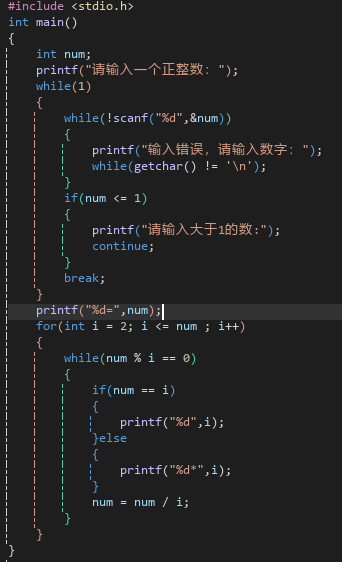 #include <stdio.h>
int main()
{
    int num;
    printf("请输入一个正整数: ");
    while(1)
    {
        while(!scanf("%d",&num))
        {
            printf("输入错误, 请输入数字: ");
            while(getchar() != '\n');
        }
        if(num <= 1)
        {
            printf("请输入大于1的数:");
            continue;
        }
        break;
    }
    printf("%d=",num);
    for(int i = 2; i <= num ; i++)
    {
        while(num % i == 0)
        {
            if(num == i)
            {
                printf("%d",i);
            }else
            {
                printf("%d*",i);
            }
            num = num / i;
        }
    }
}